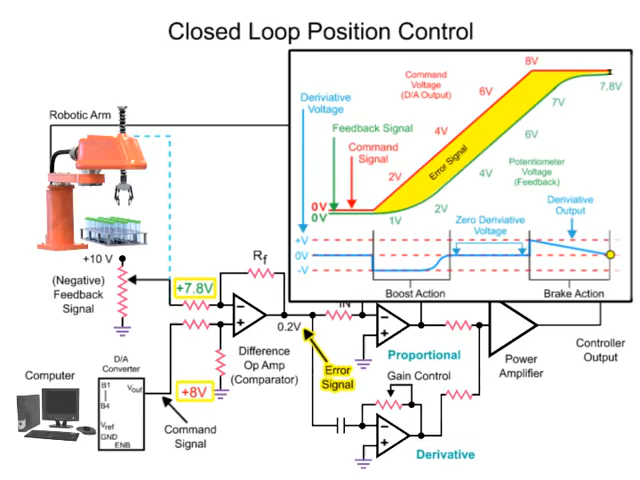 Closed Loop Position Control
8V
Command
Voltage
(D/A Output)
6V
7.8V
7V
Derivative
Voltage
Robotic Arm
Feedback Signal
4V
6V
Command
Signal
Error Signal
Potentiometer
Voltage
(Feedback)
2V
4V
Derivative
Output
0V
0V
1V
2V
Zero Derivative
Voltage
+V
0V
-V
+V
0V
-V
Boost Action
Brake Action
+10 V
Rf
(Negative)
Feedback
Signal
+7.8V
-
+
0.2V
IN
-
+
Difference
Op Amp
(Comparator)
Error
Signal
Proportional
Power
Amplifier
Controller
Output
D/A
Converter
Computer
Gain Control
B1
B4
Vout
Vref
GND
ENB
+8V
Command
Signal
-
+
Derivative